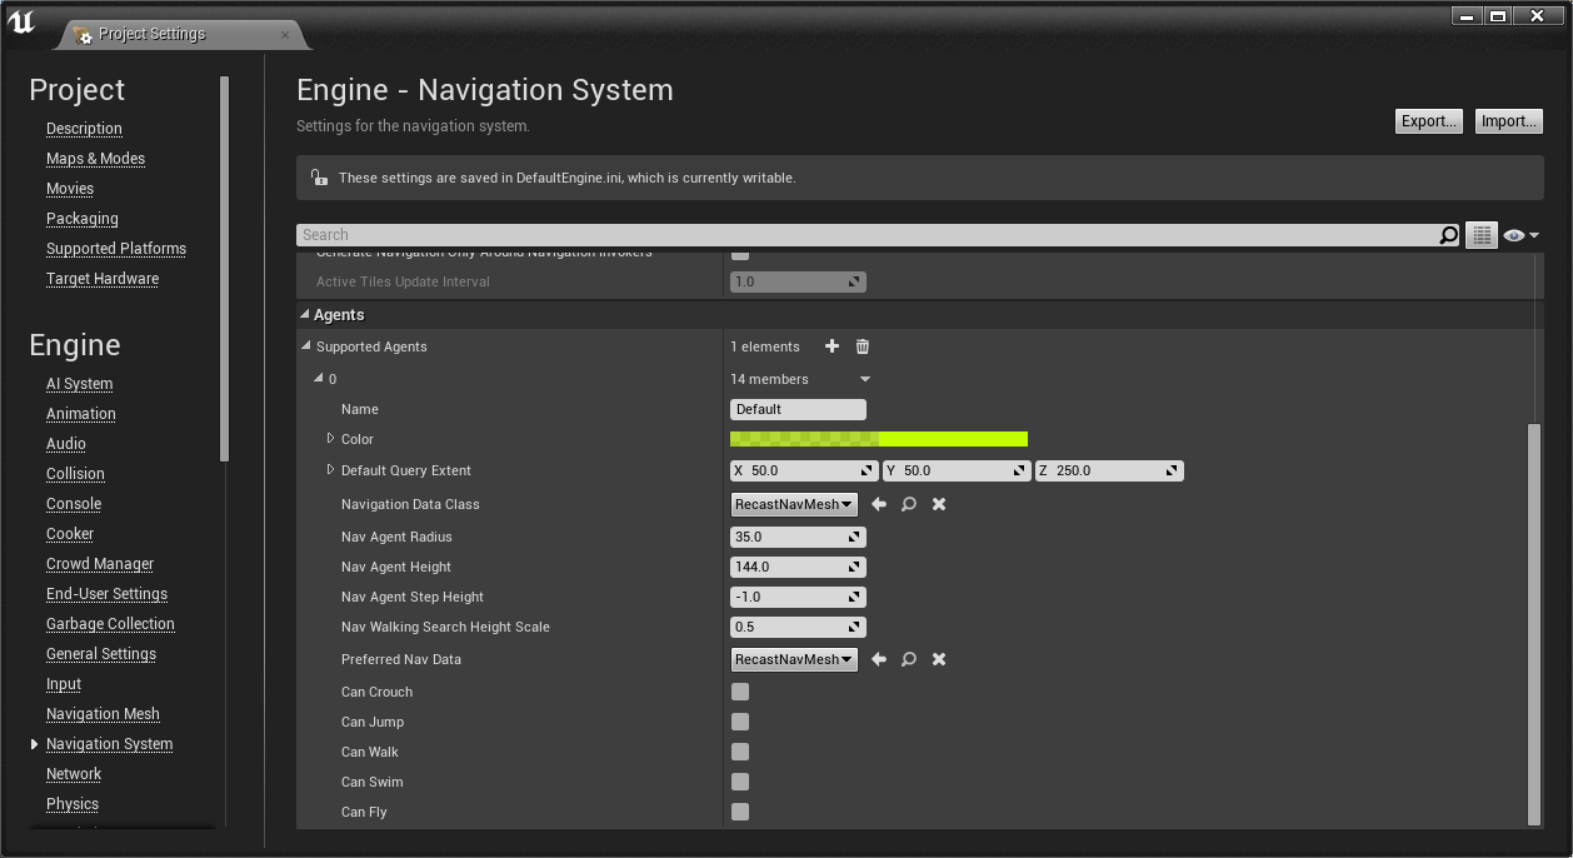 Project Settings
Project
Description
Maps & Modes
Movies
Packaging
Supported Platforms
Target Hardware
Engine
AI System
Animation
Audio
Collision
Console
Cooker
Crowd Manager
End-User Settings
Garbage Collection
General Settings
Input
Navigation Mesh
Navigation System
Network
Physics
Engine - Navigation System
Settings for the navigation system.
Export... Import...
These settings are saved in DefaultEngine.ini, which is currently writable.
Search
Generate Navigation Only Around Navigation Invokers
Active Tiles Update Interval 1.0
Agents
Supported Agents 1 elements
0 14 members
Name Default
Color
Default Query Extent X 50.0 Y 50.0 Z 250.0
Navigation Data Class RecastNavMesh
Nav Agent Radius 35.0
Nav Agent Height 144.0
Nav Agent Step Height -1.0
Nav Walking Search Height Scale 0.5
Preferred Nav Data RecastNavMesh
Can Crouch
Can Jump
Can Walk
Can Swim
Can Fly